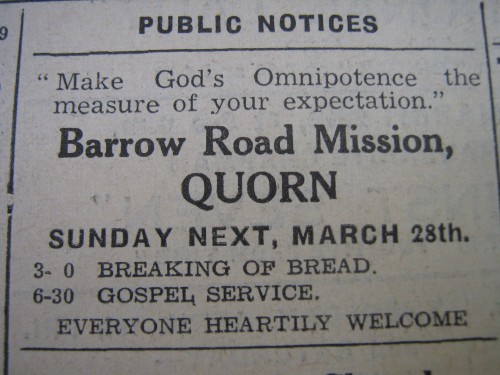 9
PUBLIC NOTICES
"Make God's Omnipotence the
measure of your expectation."
Barrow Road Mission,
QUORN
SUNDAY NEXT, MARCH 28th.
3- 0 BREAKING OF BREAD.
6-30 GOSPEL SERVICE.
EVERYONE HEARTILY WELCOME